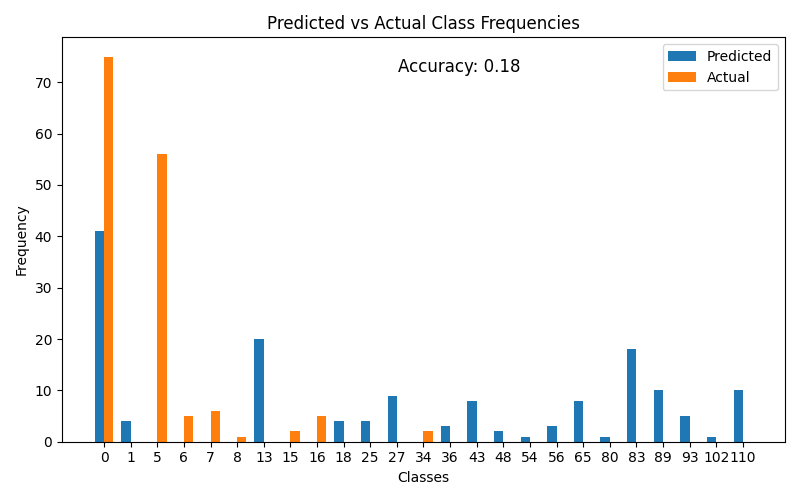 Predicted vs Actual Class Frequencies
Accuracy: 0.18
Predicted
Actual
Frequency
70
60
50
40
30
20
10
0
0 1 5 6 7 8 13 15 16 18 25 27 34 36 43 48 54 56 65 80 83 89 93 102 110
Classes